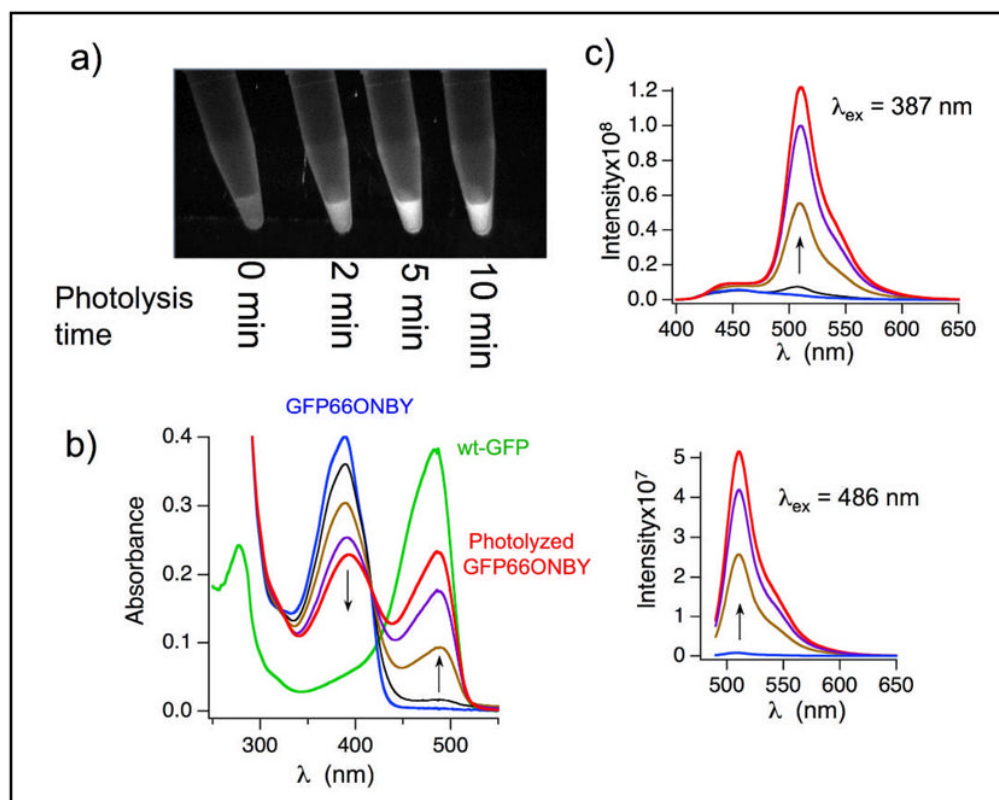 a)
Photolysis
time
0 min
2 min
5 min
10 min
b)
GFP66ONBY
wt-GFP
Photolyzed
GFP66ONBY
Absorbance
0.4
0.3
0.2
0.1
0.0
300
400
500
λ (nm)
c)
λex = 387 nm
Intensityx10⁸
1.2
1.0
0.8
0.6
0.4
0.2
0.0
400
450
500
550
600
650
λ (nm)
λex = 486 nm
Intensityx10⁷
5
4
3
2
1
0
500
550
600
650
λ (nm)